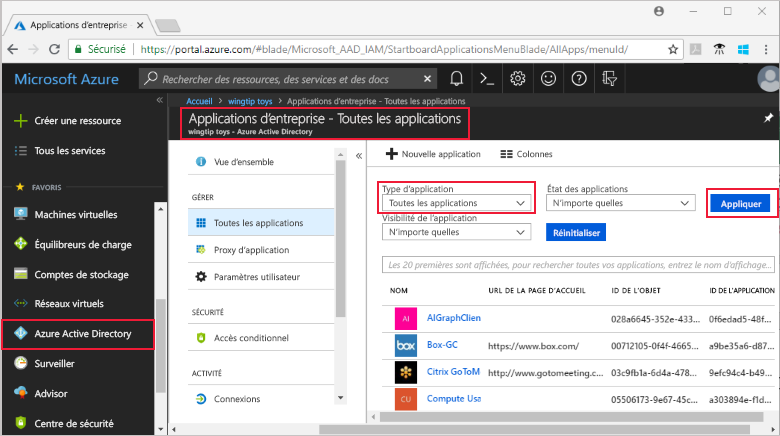 Applications d'entreprise
Sécurisé
https://portal.azure.com/#blade/Microsoft_AAD_IAM/StartboardApplicationsMenuBlade/AllApps/menuId/
Microsoft Azure
Rechercher des ressources, des services et des docs
Accueil > wingtip toys > Applications d'entreprise - Toutes les applications
Applications d'entreprise - Toutes les applications
wingtip toys - Azure Active Directory
Créer une ressource
Tous les services
FAVORIS
Machines virtuelles
Équilibreurs de charge
Comptes de stockage
Réseaux virtuels
Azure Active Directory
Surveiller
Advisor
Centre de sécurité
Vue d'ensemble
GÉRER
Toutes les applications
Proxy d'application
Paramètres utilisateur
SÉCURITÉ
Accès conditionnel
ACTIVITÉ
Connexions
Nouvelle application
Colonnes
Type d'application
État des applications
Toutes les applications
N'importe quelles
Appliquer
Visibilité de l'application
N'importe quelles
Réinitialiser
Les 20 premières sont affichées, pour rechercher toutes vos applications, entrez le nom d'affichage...
NOM URL DE LA PAGE D'ACCUEIL ID DE L'OBJET ID DE L'APPLICATION
AI AIGraphClien 028a6645-352e-433... 0f6edad5-48f...
box Box-GC https://www.box.com/ 00712105-0f4f-4665... a9be35a6-d87...
Citrix GoToM http://www.gotomeeting.c... 03c9fb1a-6d4a-478... 9efc94c4-b49...
CU Compute Usa 05506173-9e67-45c... a303894e-f1d...